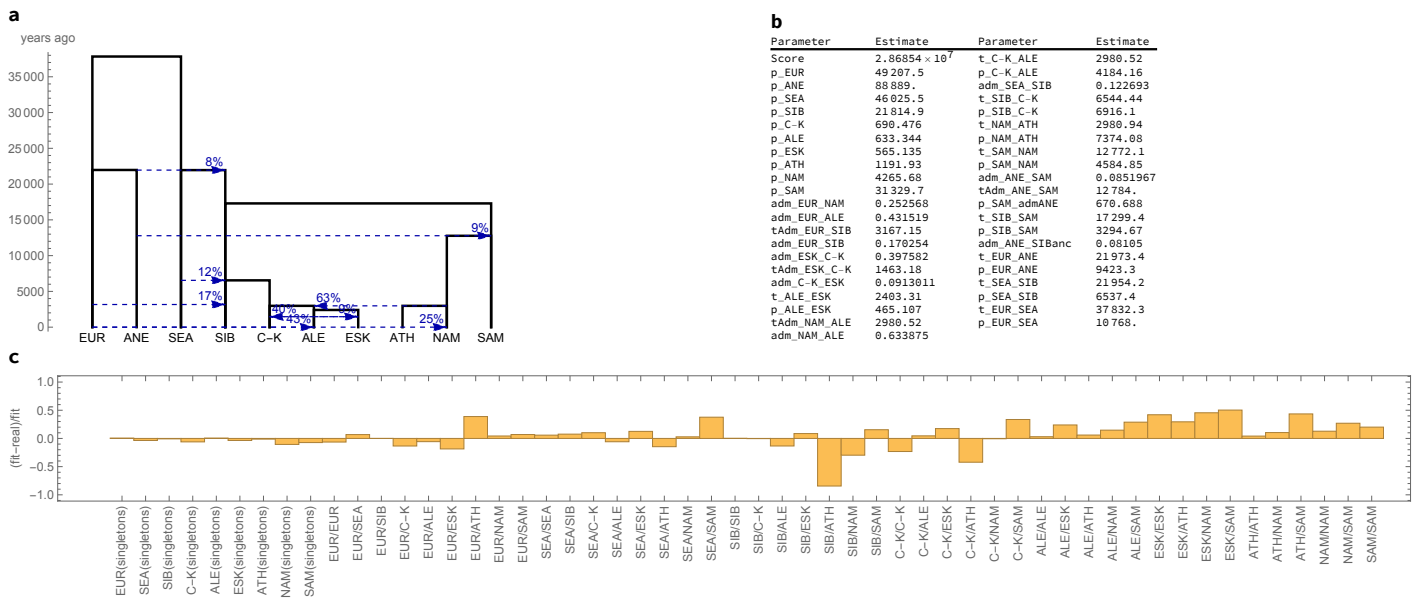 a
years ago
35000
30000
25000
20000
15000
10000
5000
0
8%
9%
12%
17%
63%
40%
9%
43%
25%
EUR ANE SEA SIB C-K ALE ESK ATH NAM SAM
b
Parameter Estimate Parameter Estimate
Score 2.86854 × 10^7 t_C-K_ALE 2980.52
p_EUR 49207.5 p_C-K_ALE 4184.16
p_ANE 88889. adm_SEA_SIB 0.122693
p_SEA 46025.5 t_SIB_C-K 6544.44
p_SIB 21814.9 p_SIB_C-K 6916.1
p_C-K 690.476 t_NAM_ATH 2980.94
p_ALE 633.344 p_NAM_ATH 7374.08
p_ESK 565.135 t_SAM_NAM 12772.1
p_ATH 1191.93 p_SAM_NAM 4584.85
p_NAM 4265.68 adm_ANE_SAM 0.0851967
p_SAM 31329.7 tAdm_ANE_SAM 12784.
adm_EUR_NAM 0.252568 p_SAM_admANE 670.688
adm_EUR_ALE 0.431519 t_SIB_SAM 17299.4
tAdm_EUR_SIB 3167.15 p_SIB_SAM 3294.67
adm_EUR_SIB 0.170254 adm_ANE_SIBanc 0.08105
adm_ESK_C-K 0.397582 t_EUR_ANE 21973.4
tAdm_ESK_C-K 1463.18 p_EUR_ANE 9423.3
adm_C-K_ESK 0.0913011 t_SEA_SIB 21954.2
t_ALE_ESK 2403.31 p_SEA_SIB 6537.4
p_ALE_ESK 465.107 t_EUR_SEA 37832.3
tAdm_NAM_ALE 2980.52 p_EUR_SEA 10768.
adm_NAM_ALE 0.633875
c
(fit-real)/fit
1.0
0.5
0.0
-0.5
-1.0
EUR(singletons)
SEA(singletons)
SIB(singletons)
C-K(singletons)
ALE(singletons)
ESK(singletons)
ATH(singletons)
NAM(singletons)
SAM(singletons)
EUR/EUR
EUR/SEA
EUR/SIB
EUR/C-K
EUR/ALE
EUR/ESK
EUR/ATH
EUR/NAM
EUR/SAM
SEA/SEA
SEA/SIB
SEA/C-K
SEA/ALE
SEA/ESK
SEA/ATH
SEA/NAM
SEA/SAM
SIB/SIB
SIB/C-K
SIB/ALE
SIB/ESK
SIB/ATH
SIB/NAM
SIB/SAM
C-K/C-K
C-K/ALE
C-K/ESK
C-K/ATH
C-K/NAM
C-K/SAM
ALE/ALE
ALE/ESK
ALE/ATH
ALE/NAM
ALE/SAM
ESK/ESK
ESK/ATH
ESK/NAM
ESK/SAM
ATH/ATH
ATH/NAM
ATH/SAM
NAM/NAM
NAM/SAM
SAM/SAM